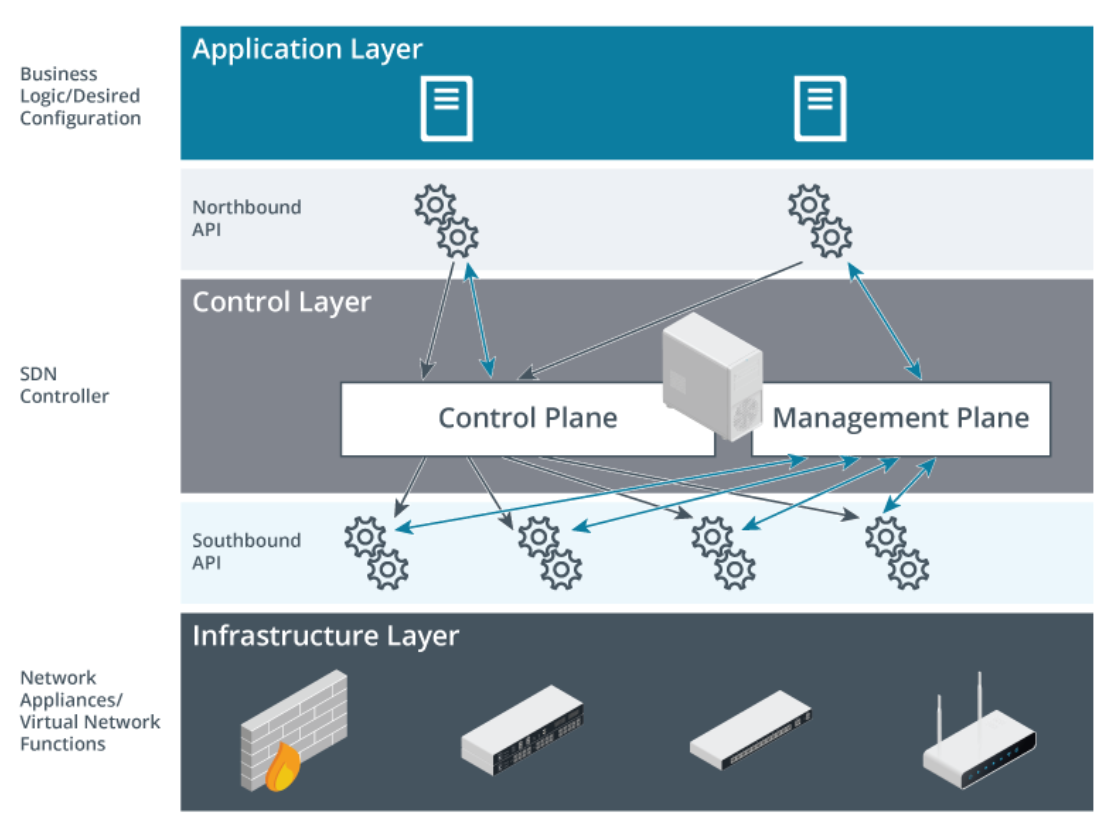 Application Layer
Business
Logic/Desired
Configuration
Northbound
API
Control Layer
SDN
Controller
Control Plane
Management Plane
Southbound
API
Infrastructure Layer
Network
Appliances/
Virtual Network
Functions